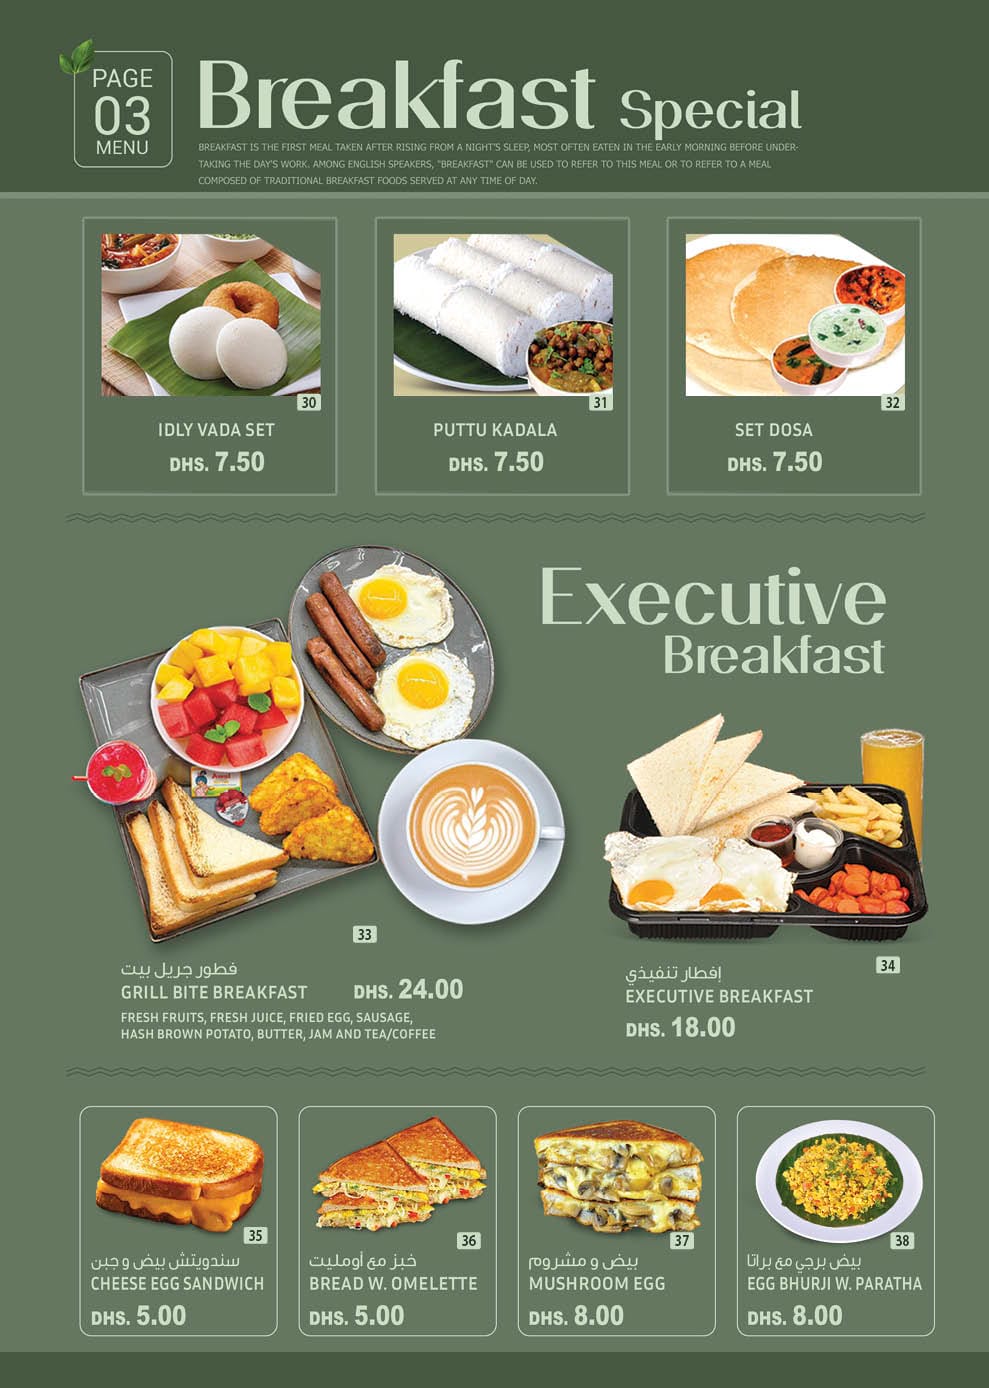 PAGE
03
MENU
Breakfast Special
BREAKFAST IS THE FIRST MEAL TAKEN AFTER RISING FROM A NIGHT'S SLEEP, MOST OFTEN EATEN IN THE EARLY MORNING BEFORE UNDER-
TAKING THE DAY'S WORK. AMONG ENGLISH SPEAKERS, "BREAKFAST" CAN BE USED TO REFER TO THIS MEAL OR TO REFER TO A MEAL
COMPOSED OF TRADITIONAL BREAKFAST FOODS SERVED AT ANY TIME OF DAY.
30
IDLY VADA SET
DHS. 7.50
31
PUTTU KADALA
DHS. 7.50
32
SET DOSA
DHS. 7.50
Executive
Breakfast
Amul
33
فطور جريل بيت
GRILL BITE BREAKFAST DHS. 24.00
FRESH FRUITS, FRESH JUICE, FRIED EGG, SAUSAGE,
HASH BROWN POTATO, BUTTER, JAM AND TEA/COFFEE
34
إفطار تنفيذي
EXECUTIVE BREAKFAST
DHS. 18.00
35
سندويتش بيض و جبن
CHEESE EGG SANDWICH
DHS. 5.00
36
خبز مع أومليت
BREAD W. OMELETTE
DHS. 5.00
37
بيض و مشروم
MUSHROOM EGG
DHS. 8.00
38
بيض برجي مع براتا
EGG BHURJI W. PARATHA
DHS. 8.00